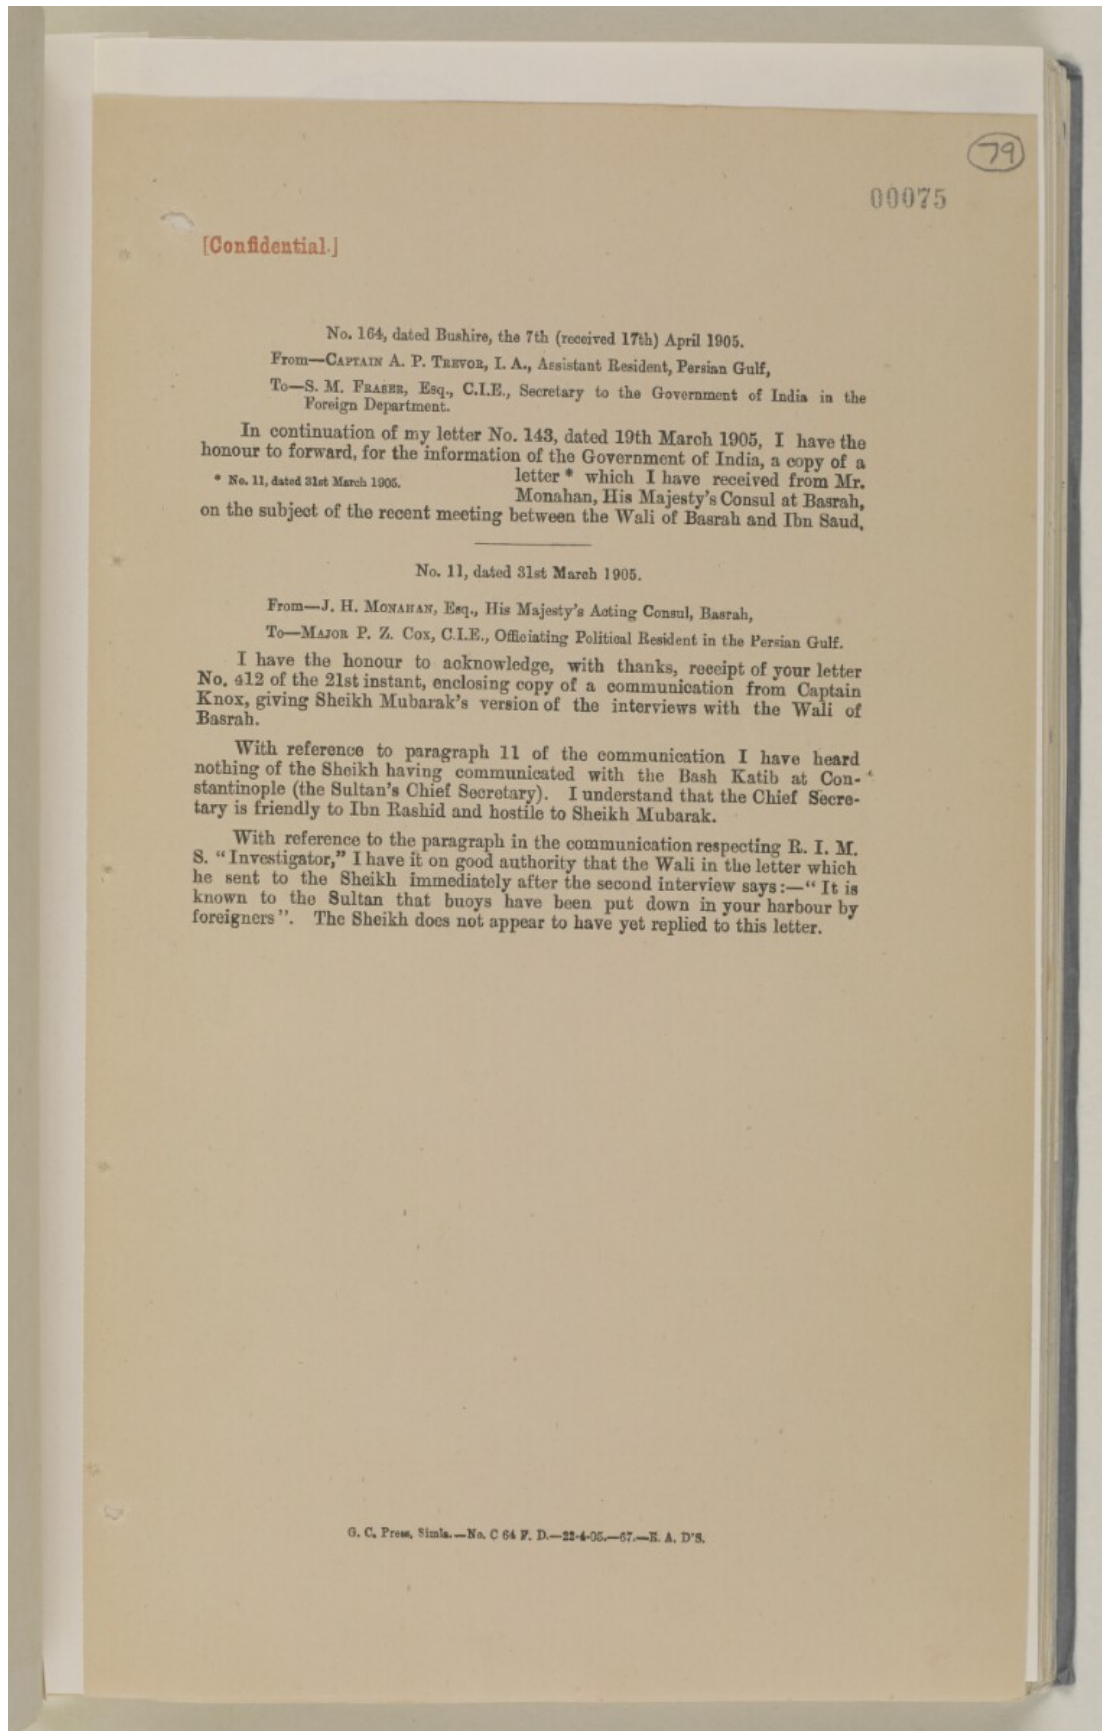 79
00075
[Confidential.]
No. 164, dated Bushire, the 7th (received 17th) April 1905.
From—CAPTAIN A. P. TREVOR, I. A., Assistant Resident, Persian Gulf,
To—S. M. FRASER, Esq., C.I.E., Secretary to the Government of India in the
Foreign Department.
In continuation of my letter No. 143, dated 19th March 1905, I have the
honour to forward, for the information of the Government of India, a copy of a
* No. 11, dated 31st March 1905.
letter * which I have received from Mr.
Monahan, His Majesty's Consul at Basrah,
on the subject of the recent meeting between the Wali of Basrah and Ibn Saud,
No. 11, dated 31st March 1905.
From—J. H. MONAHAN, Esq., His Majesty's Acting Consul, Basrah,
To—MAJOR P. Z. COX, C.I.E., Officiating Political Resident in the Persian Gulf.
I have the honour to acknowledge, with thanks, receipt of your letter
No. 412 of the 21st instant, enclosing copy of a communication from Captain
Knox, giving Sheikh Mubarak's version of the interviews with the Wali of
Basrah.
With reference to paragraph 11 of the communication I have heard
nothing of the Sheikh having communicated with the Bash Katib at Con-
stantinople (the Sultan's Chief Secretary). I understand that the Chief Secre-
tary is friendly to Ibn Rashid and hostile to Sheikh Mubarak.
With reference to the paragraph in the communication respecting R. I. M.
S. "Investigator," I have it on good authority that the Wali in the letter which
he sent to the Sheikh immediately after the second interview says:—"It is
known to the Sultan that buoys have been put down in your harbour by
foreigners". The Sheikh does not appear to have yet replied to this letter.
G. C. Press, Simla.—No. C 64 F. D.—22-4-05.—67.—E. A. D'S.